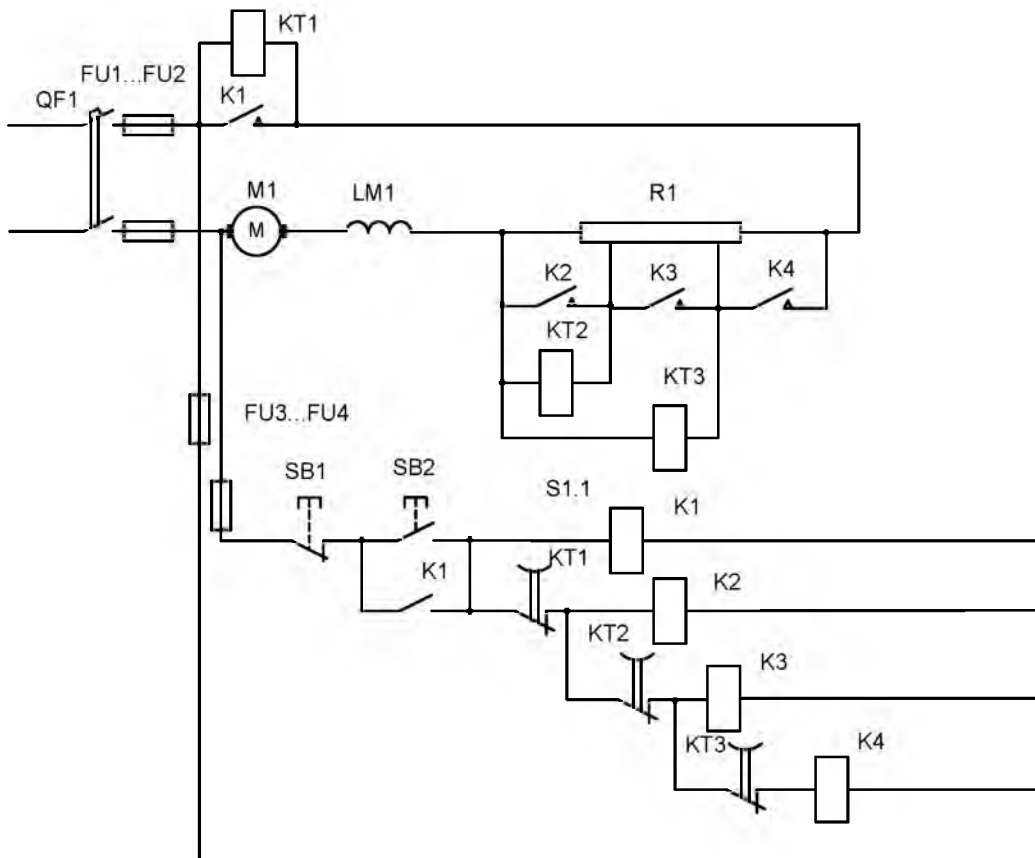 KT1
FU1...FU2
QF1
K1
M1
LM1
R1
M
K2
K3
K4
KT2
KT3
FU3...FU4
SB1
SB2
S1.1
K1
KT1
K1
K2
KT2
K3
KT3
K4